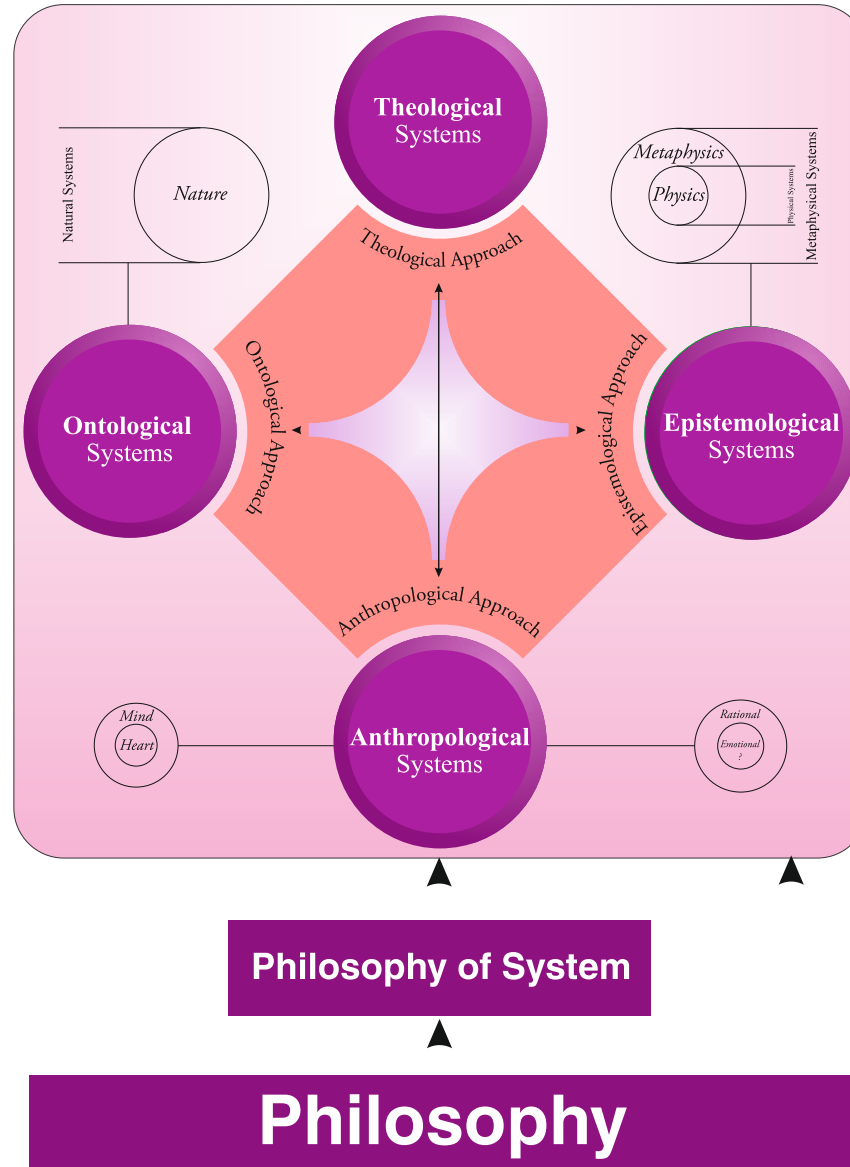 Theological
Systems
Natural Systems
Nature
Metaphysics
Physics
Physical Systems
Metaphysical Systems
Theological Approach
Ontological Approach
Epistemological Approach
Ontological
Systems
Epistemological
Systems
Anthropological Approach
Mind
Heart
Anthropological
Systems
Rational
Emotional
?
Philosophy of System
Philosophy